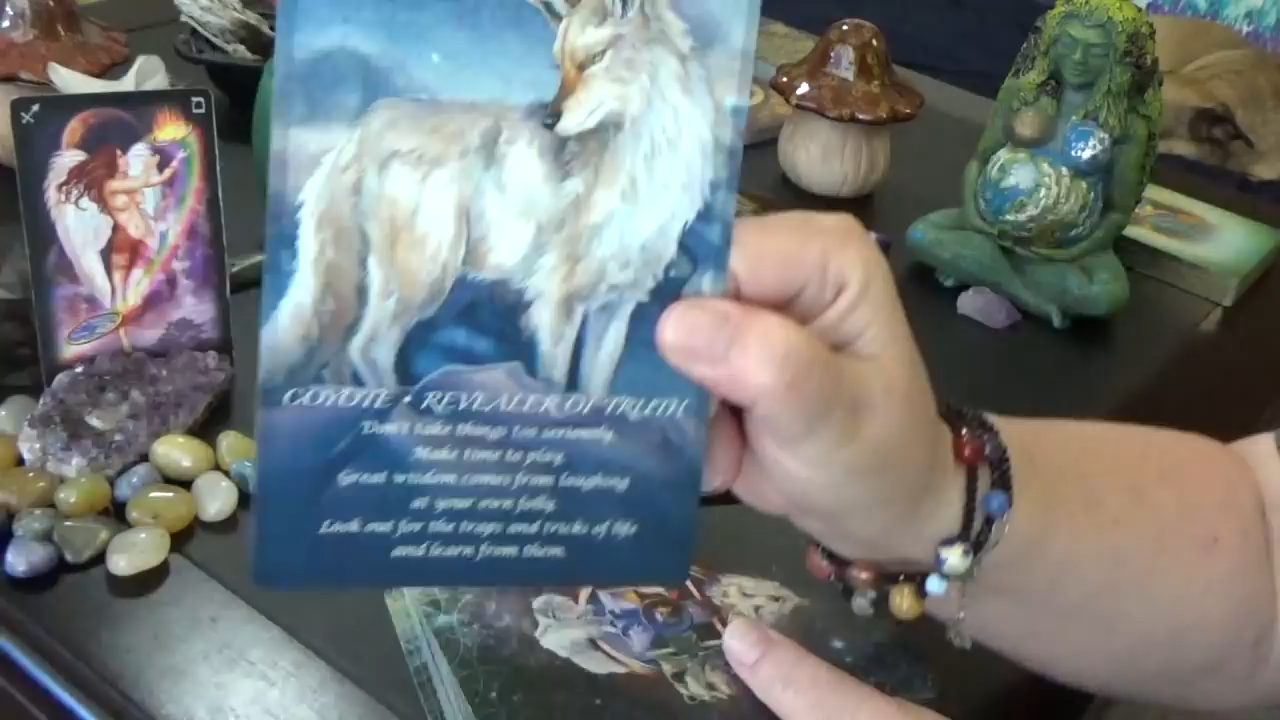 COYOTE • REVEALER OF TRUTH
Don't take things too seriously.
Make time to play.
Great wisdom comes from laughing
at your own folly.
Look out for the traps and tricks of life
and learn from them.